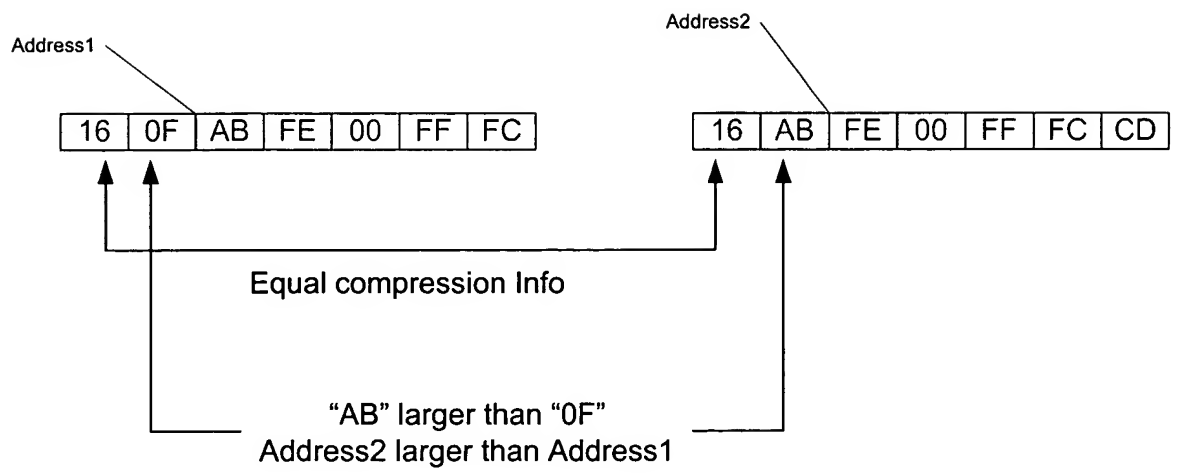 Address1
Address2
16 0F AB FE 00 FF FC
16 AB FE 00 FF FC CD
Equal compression Info
“AB” larger than “0F”
Address2 larger than Address1